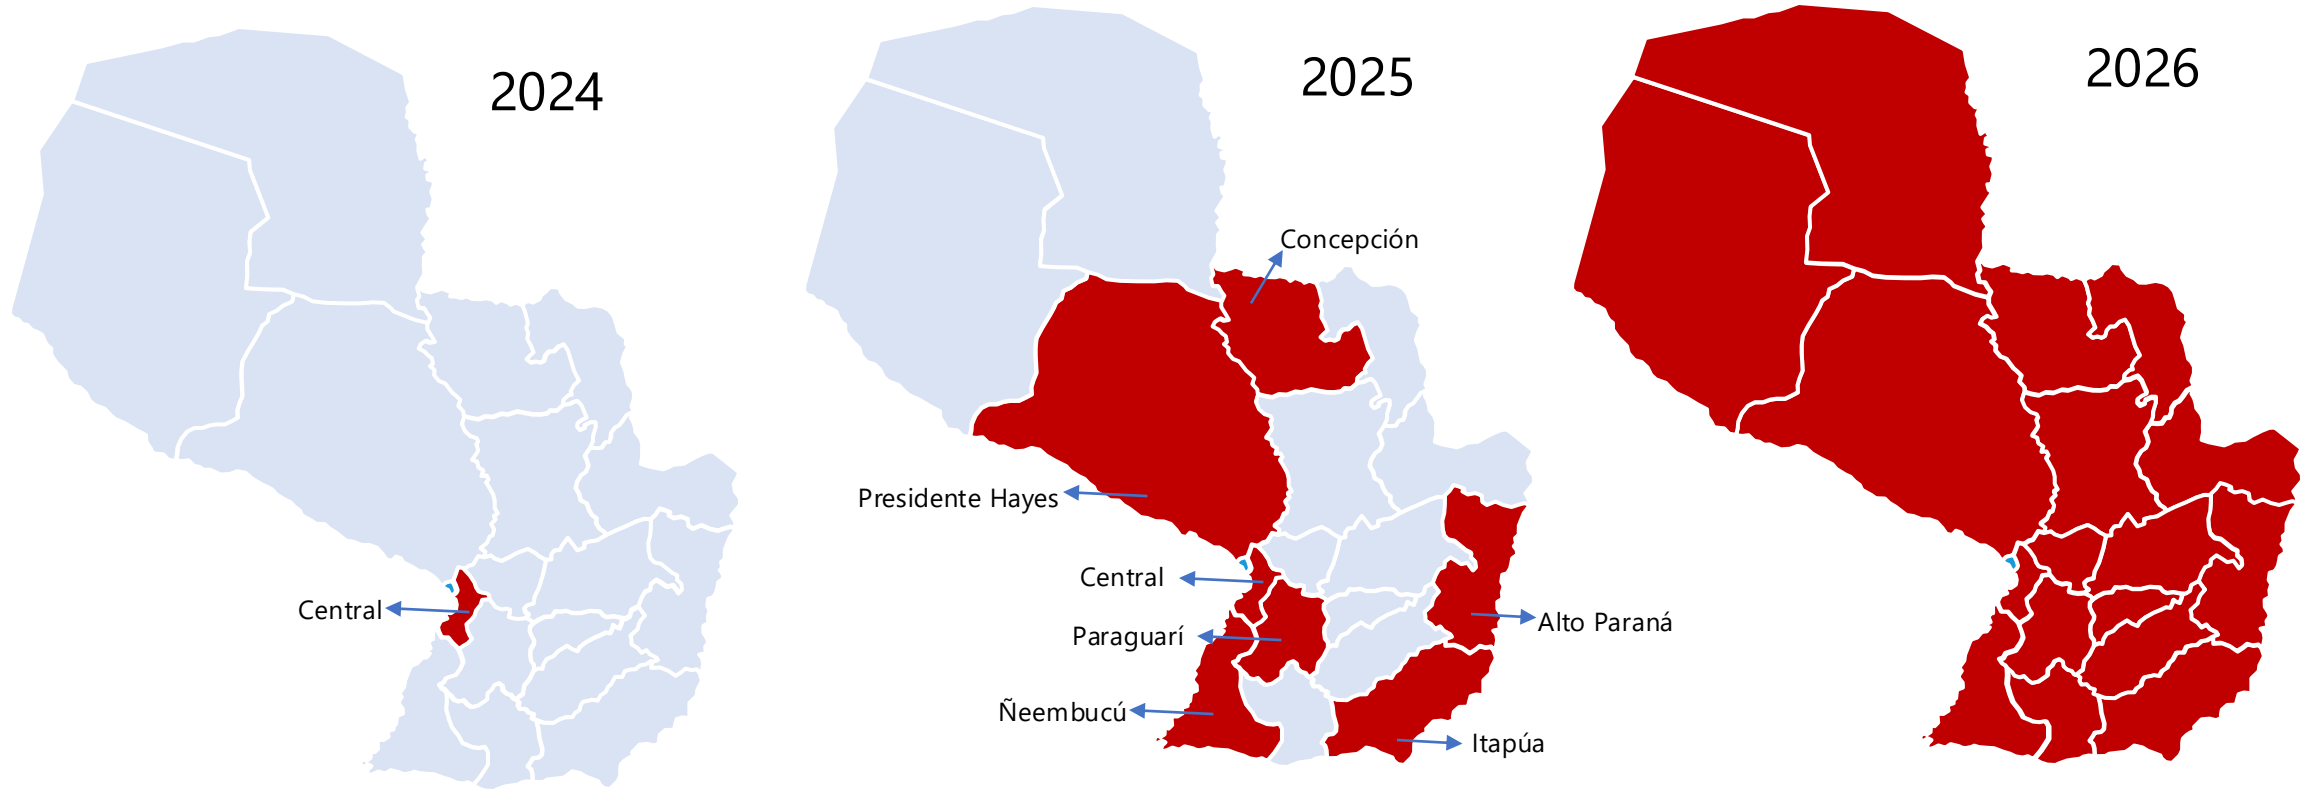 2024
Central
2025
Concepción
Presidente Hayes
Central
Paraguarí
Alto Paraná
Ñeembucú
Itapúa
2026